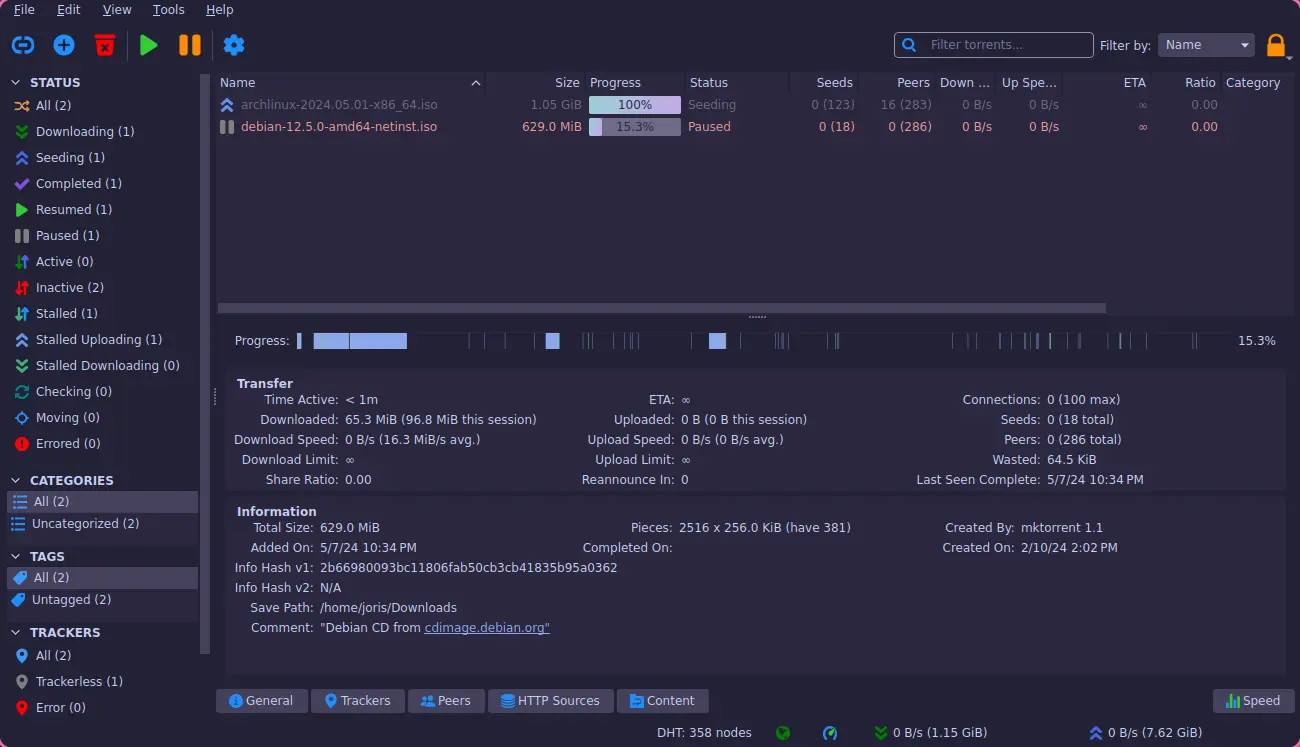 File Edit View Tools Help
Filter torrents... Filter by: Name
STATUS
All (2)
Downloading (1)
Seeding (1)
Completed (1)
Resumed (1)
Paused (1)
Active (0)
Inactive (2)
Stalled (1)
Stalled Uploading (1)
Stalled Downloading (0)
Checking (0)
Moving (0)
Errored (0)
CATEGORIES
All (2)
Uncategorized (2)
TAGS
All (2)
Untagged (2)
TRACKERS
All (2)
Trackerless (1)
Error (0)
Name Size Progress Status Seeds Peers Down ... Up Spe... ETA Ratio Category
archlinux-2024.05.01-x86_64.iso 1.05 GiB 100% Seeding 0 (123) 16 (283) 0 B/s 0 B/s ∞ 0.00
debian-12.5.0-amd64-netinst.iso 629.0 MiB 15.3% Paused 0 (18) 0 (286) 0 B/s 0 B/s ∞ 0.00
Progress: 15.3%
Transfer
Time Active: < 1m ETA: ∞ Connections: 0 (100 max)
Downloaded: 65.3 MiB (96.8 MiB this session) Uploaded: 0 B (0 B this session) Seeds: 0 (18 total)
Download Speed: 0 B/s (16.3 MiB/s avg.) Upload Speed: 0 B/s (0 B/s avg.) Peers: 0 (286 total)
Download Limit: ∞ Upload Limit: ∞ Wasted: 64.5 KiB
Share Ratio: 0.00 Reannounce In: 0 Last Seen Complete: 5/7/24 10:34 PM
Information
Total Size: 629.0 MiB Pieces: 2516 x 256.0 KiB (have 381) Created By: mktorrent 1.1
Added On: 5/7/24 10:34 PM Completed On: Created On: 2/10/24 2:02 PM
Info Hash v1: 2b66980093bc11806fab50cb3cb41835b95a0362
Info Hash v2: N/A
Save Path: /home/joris/Downloads
Comment: "Debian CD from cdimage.debian.org"
General Trackers Peers HTTP Sources Content Speed
DHT: 358 nodes 0 B/s (1.15 GiB) 0 B/s (7.62 GiB)